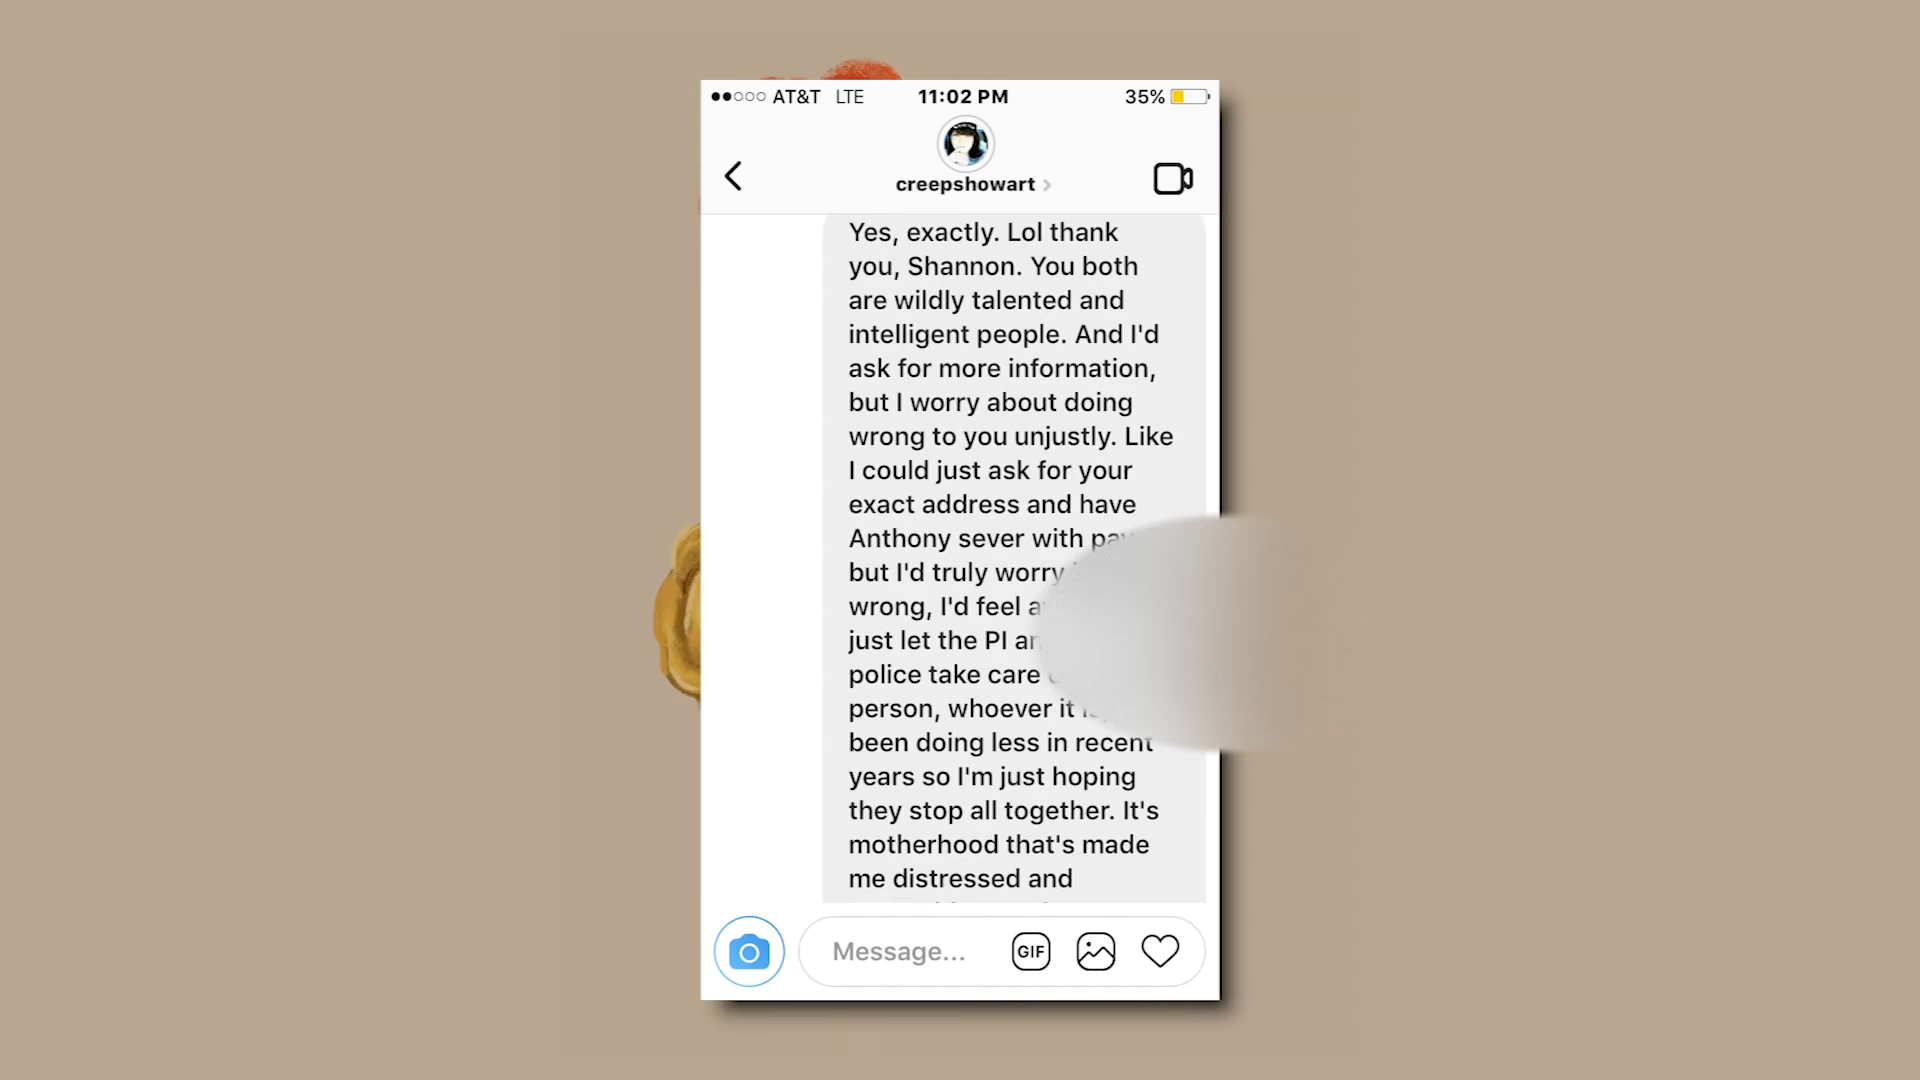 AT&T LTE 11:02 PM 35%
creepshowart
Yes, exactly. Lol thank
you, Shannon. You both
are wildly talented and
intelligent people. And I'd
ask for more information,
but I worry about doing
wrong to you unjustly. Like
I could just ask for your
exact address and have
Anthony sever with
but I'd truly worry
wrong, I'd feel
just let the PI
police take care
person, whoever it
been doing less in recent
years so I'm just hoping
they stop all together. It's
motherhood that's made
me distressed and
Message...
GIF